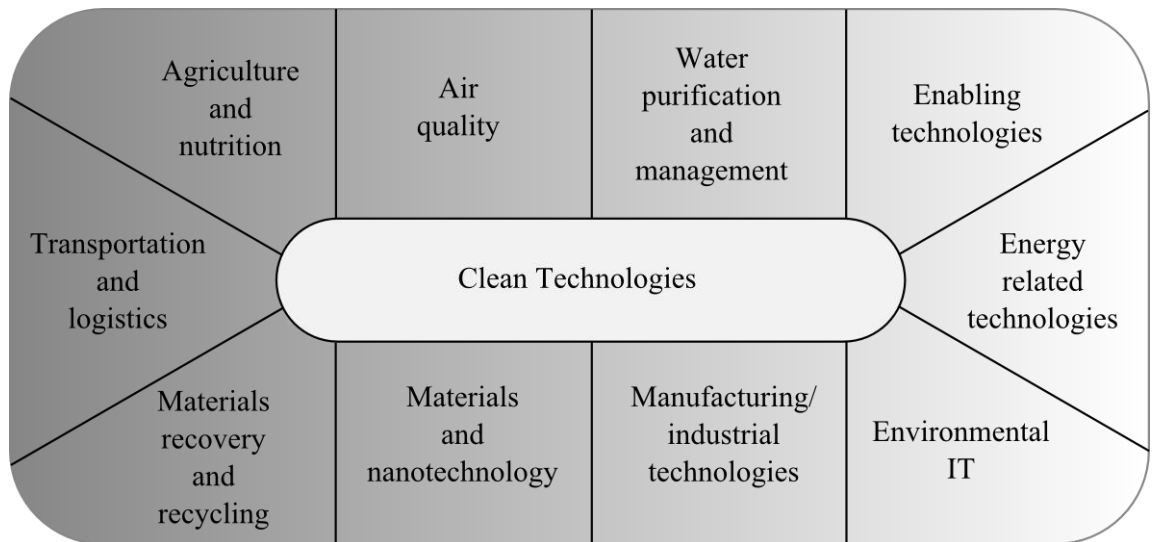 Agriculture
and
nutrition
Air
quality
Water
purification
and
management
Enabling
technologies
Transportation
and
logistics
Clean Technologies
Energy
related
technologies
Materials
recovery
and
recycling
Materials
and
nanotechnology
Manufacturing/
industrial
technologies
Environmental
IT